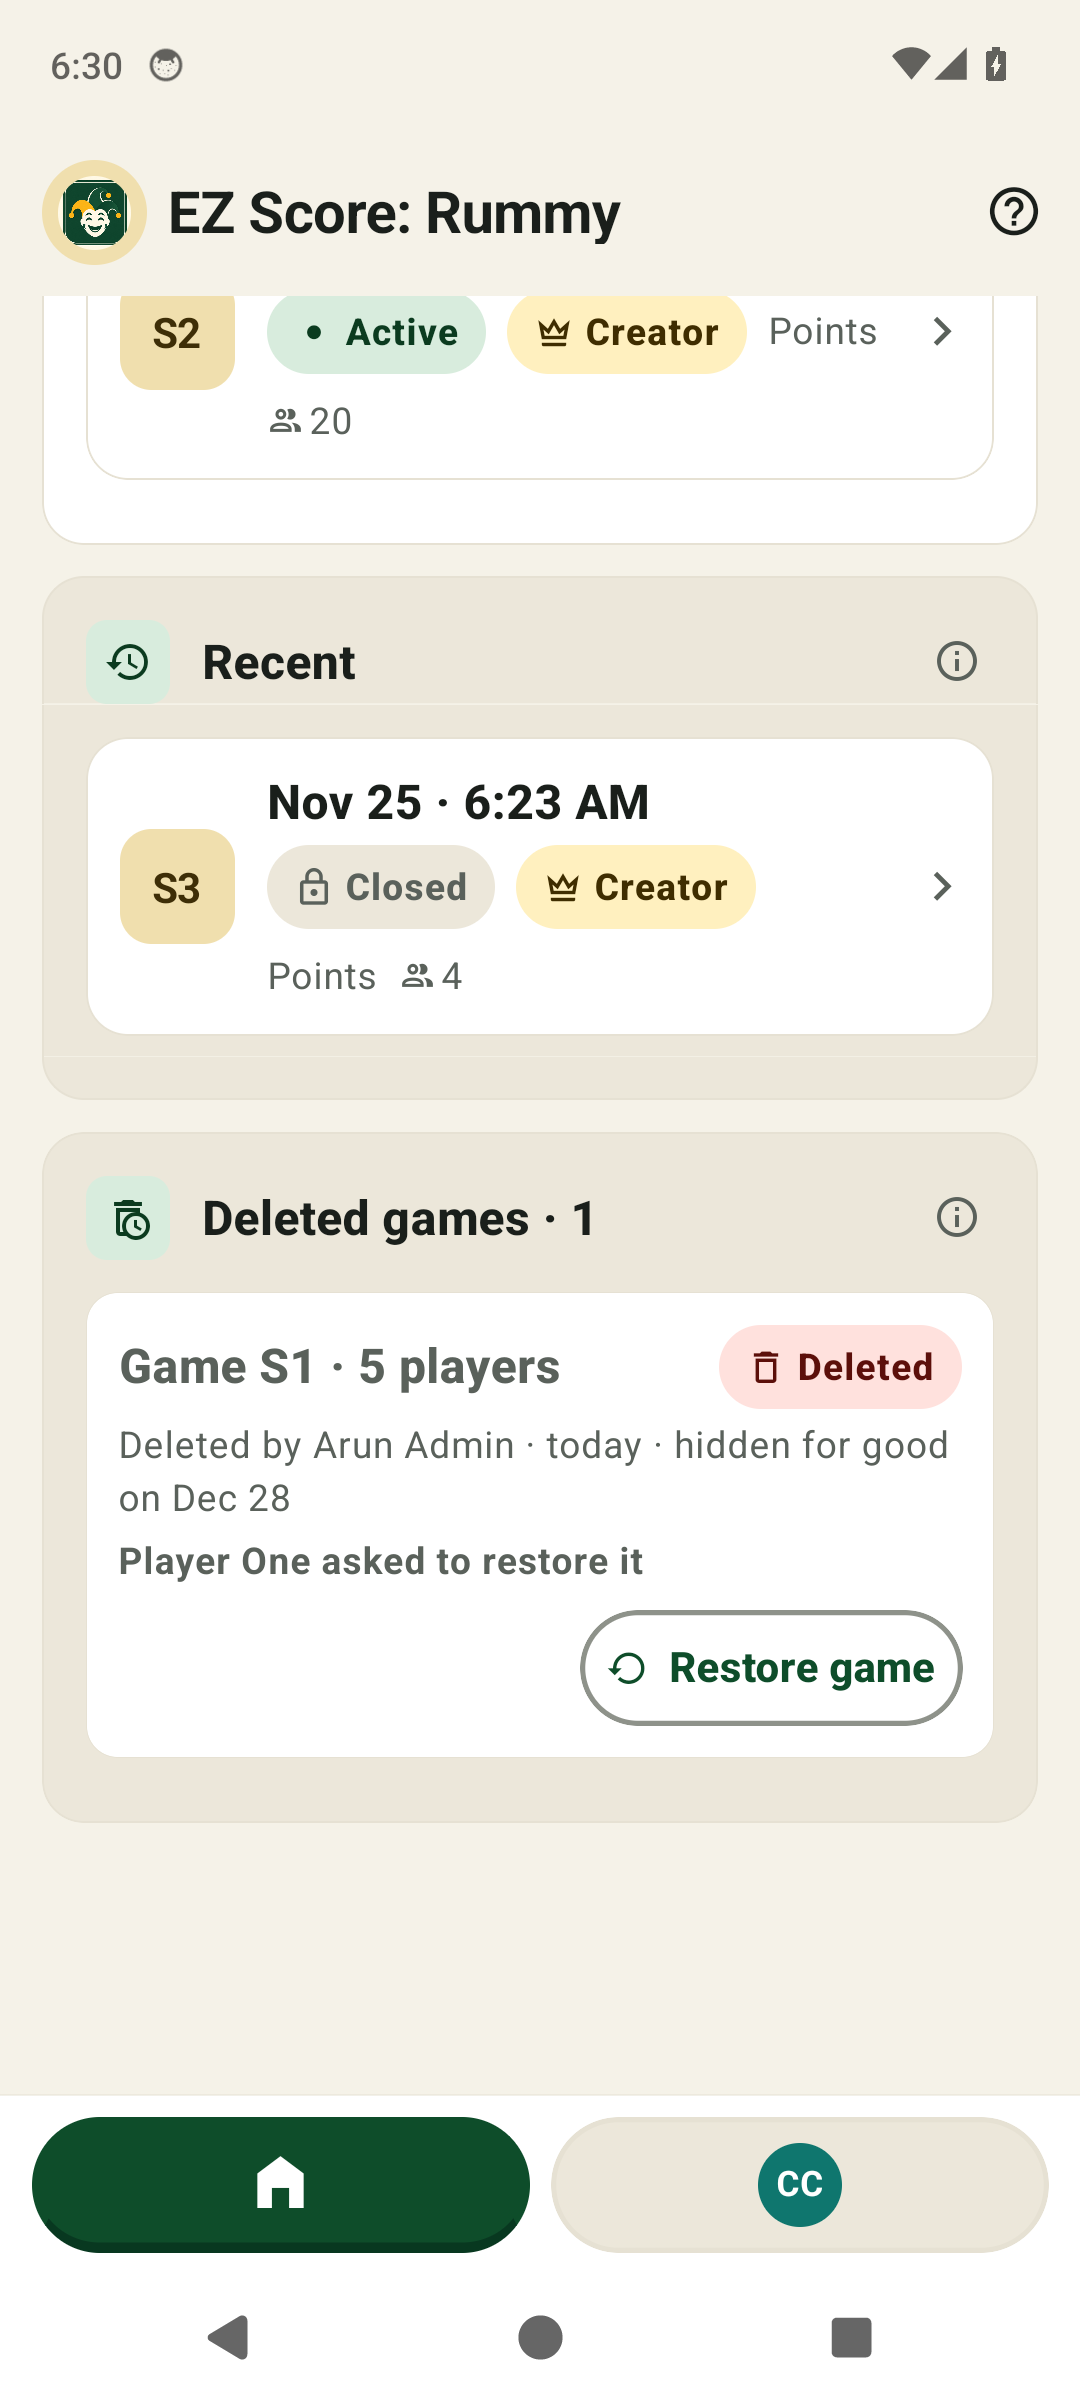 6:30
EZ Score: Rummy
S2
Active
Creator
Points
20
Recent
Nov 25 · 6:23 AM
S3
Closed
Creator
Points
4
Deleted games · 1
Game S1 · 5 players
Deleted
Deleted by Arun Admin · today · hidden for good
on Dec 28
Player One asked to restore it
Restore game
CC